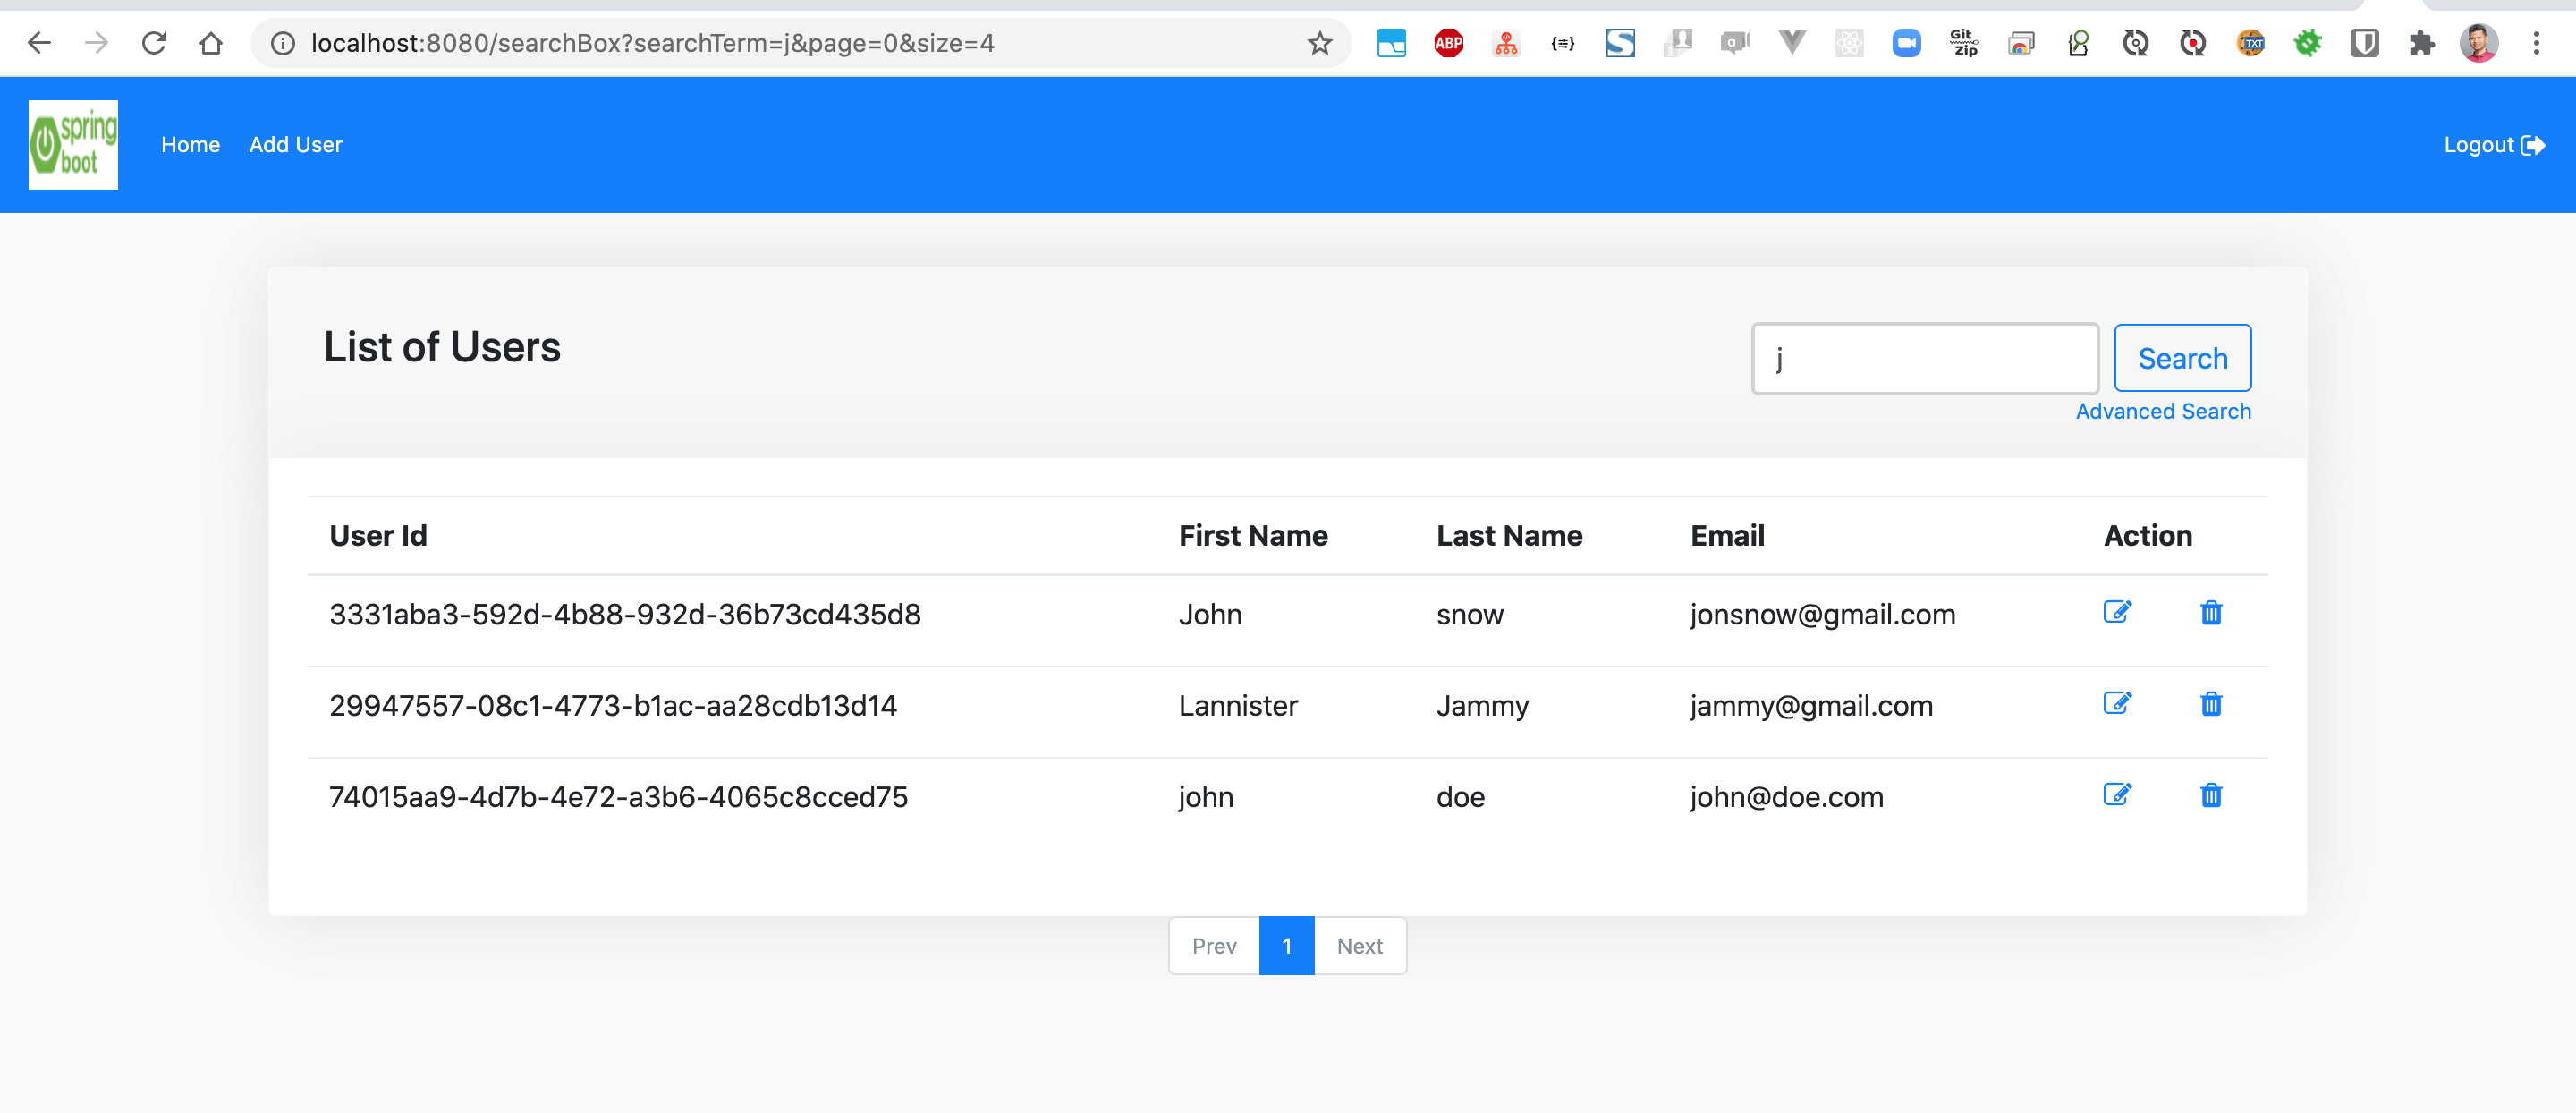 localhost:8080/searchBox?searchTerm=j&page=0&size=4
ABP
{≡}
S
a
Git
Zip
TXT
spring
boot
Home Add User
Logout
List of Users
j
Search
Advanced Search
User Id First Name Last Name Email Action
3331aba3-592d-4b88-932d-36b73cd435d8 John snow jonsnow@gmail.com
29947557-08c1-4773-b1ac-aa28cdb13d14 Lannister Jammy jammy@gmail.com
74015aa9-4d7b-4e72-a3b6-4065c8cced75 john doe john@doe.com
Prev 1 Next